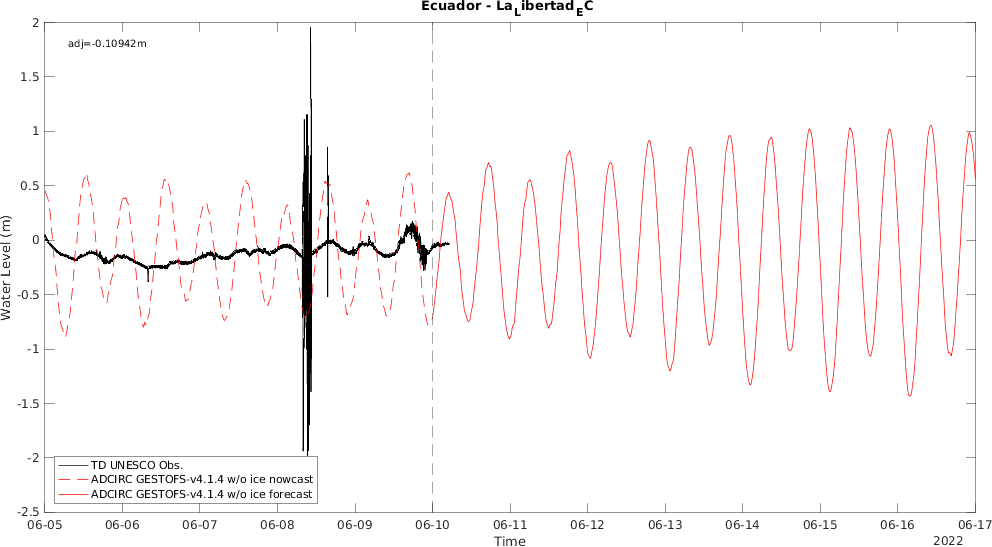 Ecuador - LaLibertadEC
adj=-0.10942m
2
1.5
1
0.5
0
-0.5
-1
-1.5
-2
-2.5
Water Level (m)
TD UNESCO Obs.
ADCIRC GESTOFS-v4.1.4 w/o ice nowcast
ADCIRC GESTOFS-v4.1.4 w/o ice forecast
06-05 06-06 06-07 06-08 06-09 06-10 06-11 06-12 06-13 06-14 06-15 06-16 06-17
Time
2022